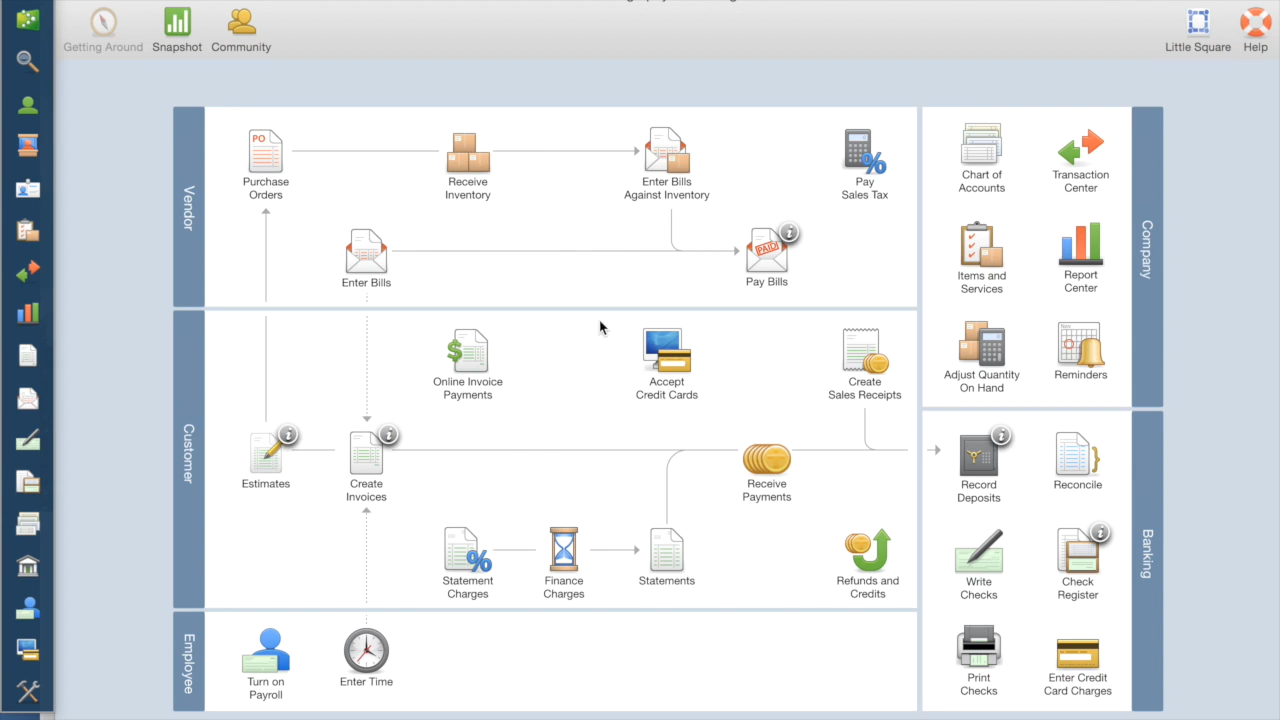 Getting Around
Snapshot
Community
Little Square
Help
Vendor
PO
Purchase
Orders
Receive
Inventory
Enter Bills
Against Inventory
Pay
Sales Tax
Enter Bills
PAID
Pay Bills
Customer
Online Invoice
Payments
Accept
Credit Cards
Create
Sales Receipts
Estimates
Create
Invoices
Receive
Payments
Statement
Charges
Finance
Charges
Statements
Refunds and
Credits
Employee
Turn on
Payroll
Enter Time
Company
Chart of
Accounts
Transaction
Center
Items and
Services
Report
Center
Adjust Quantity
On Hand
Reminders
Banking
Record
Deposits
Reconcile
Write
Checks
Check
Register
Print
Checks
Enter Credit
Card Charges